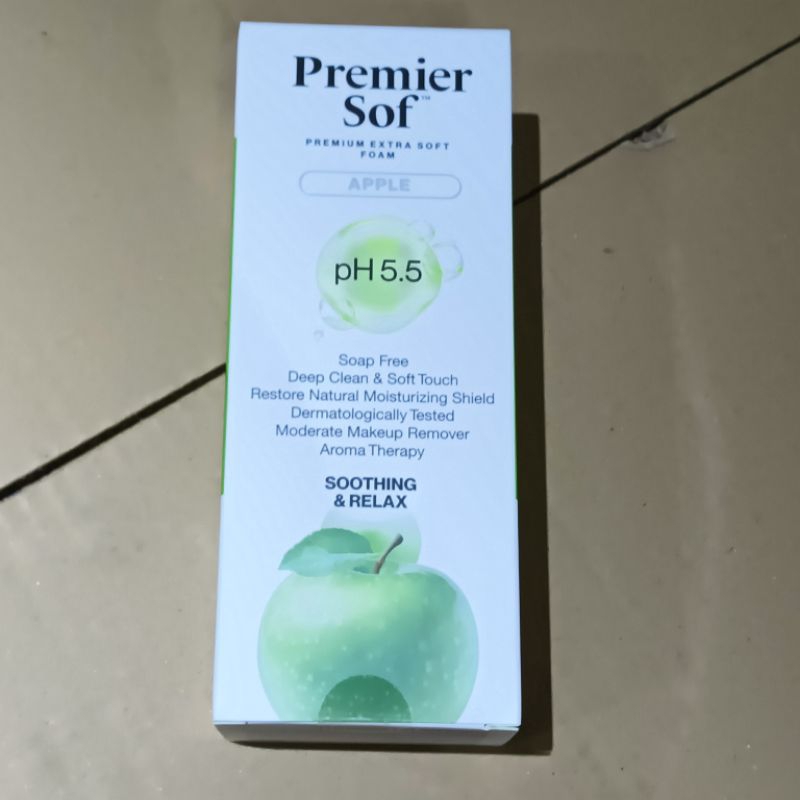 Premier
Sof™
PREMIUM EXTRA SOFT
FOAM
APPLE
pH 5.5
Soap Free
Deep Clean & Soft Touch
Restore Natural Moisturizing Shield
Dermatologically Tested
Moderate Makeup Remover
Aroma Therapy
SOOTHING
& RELAX